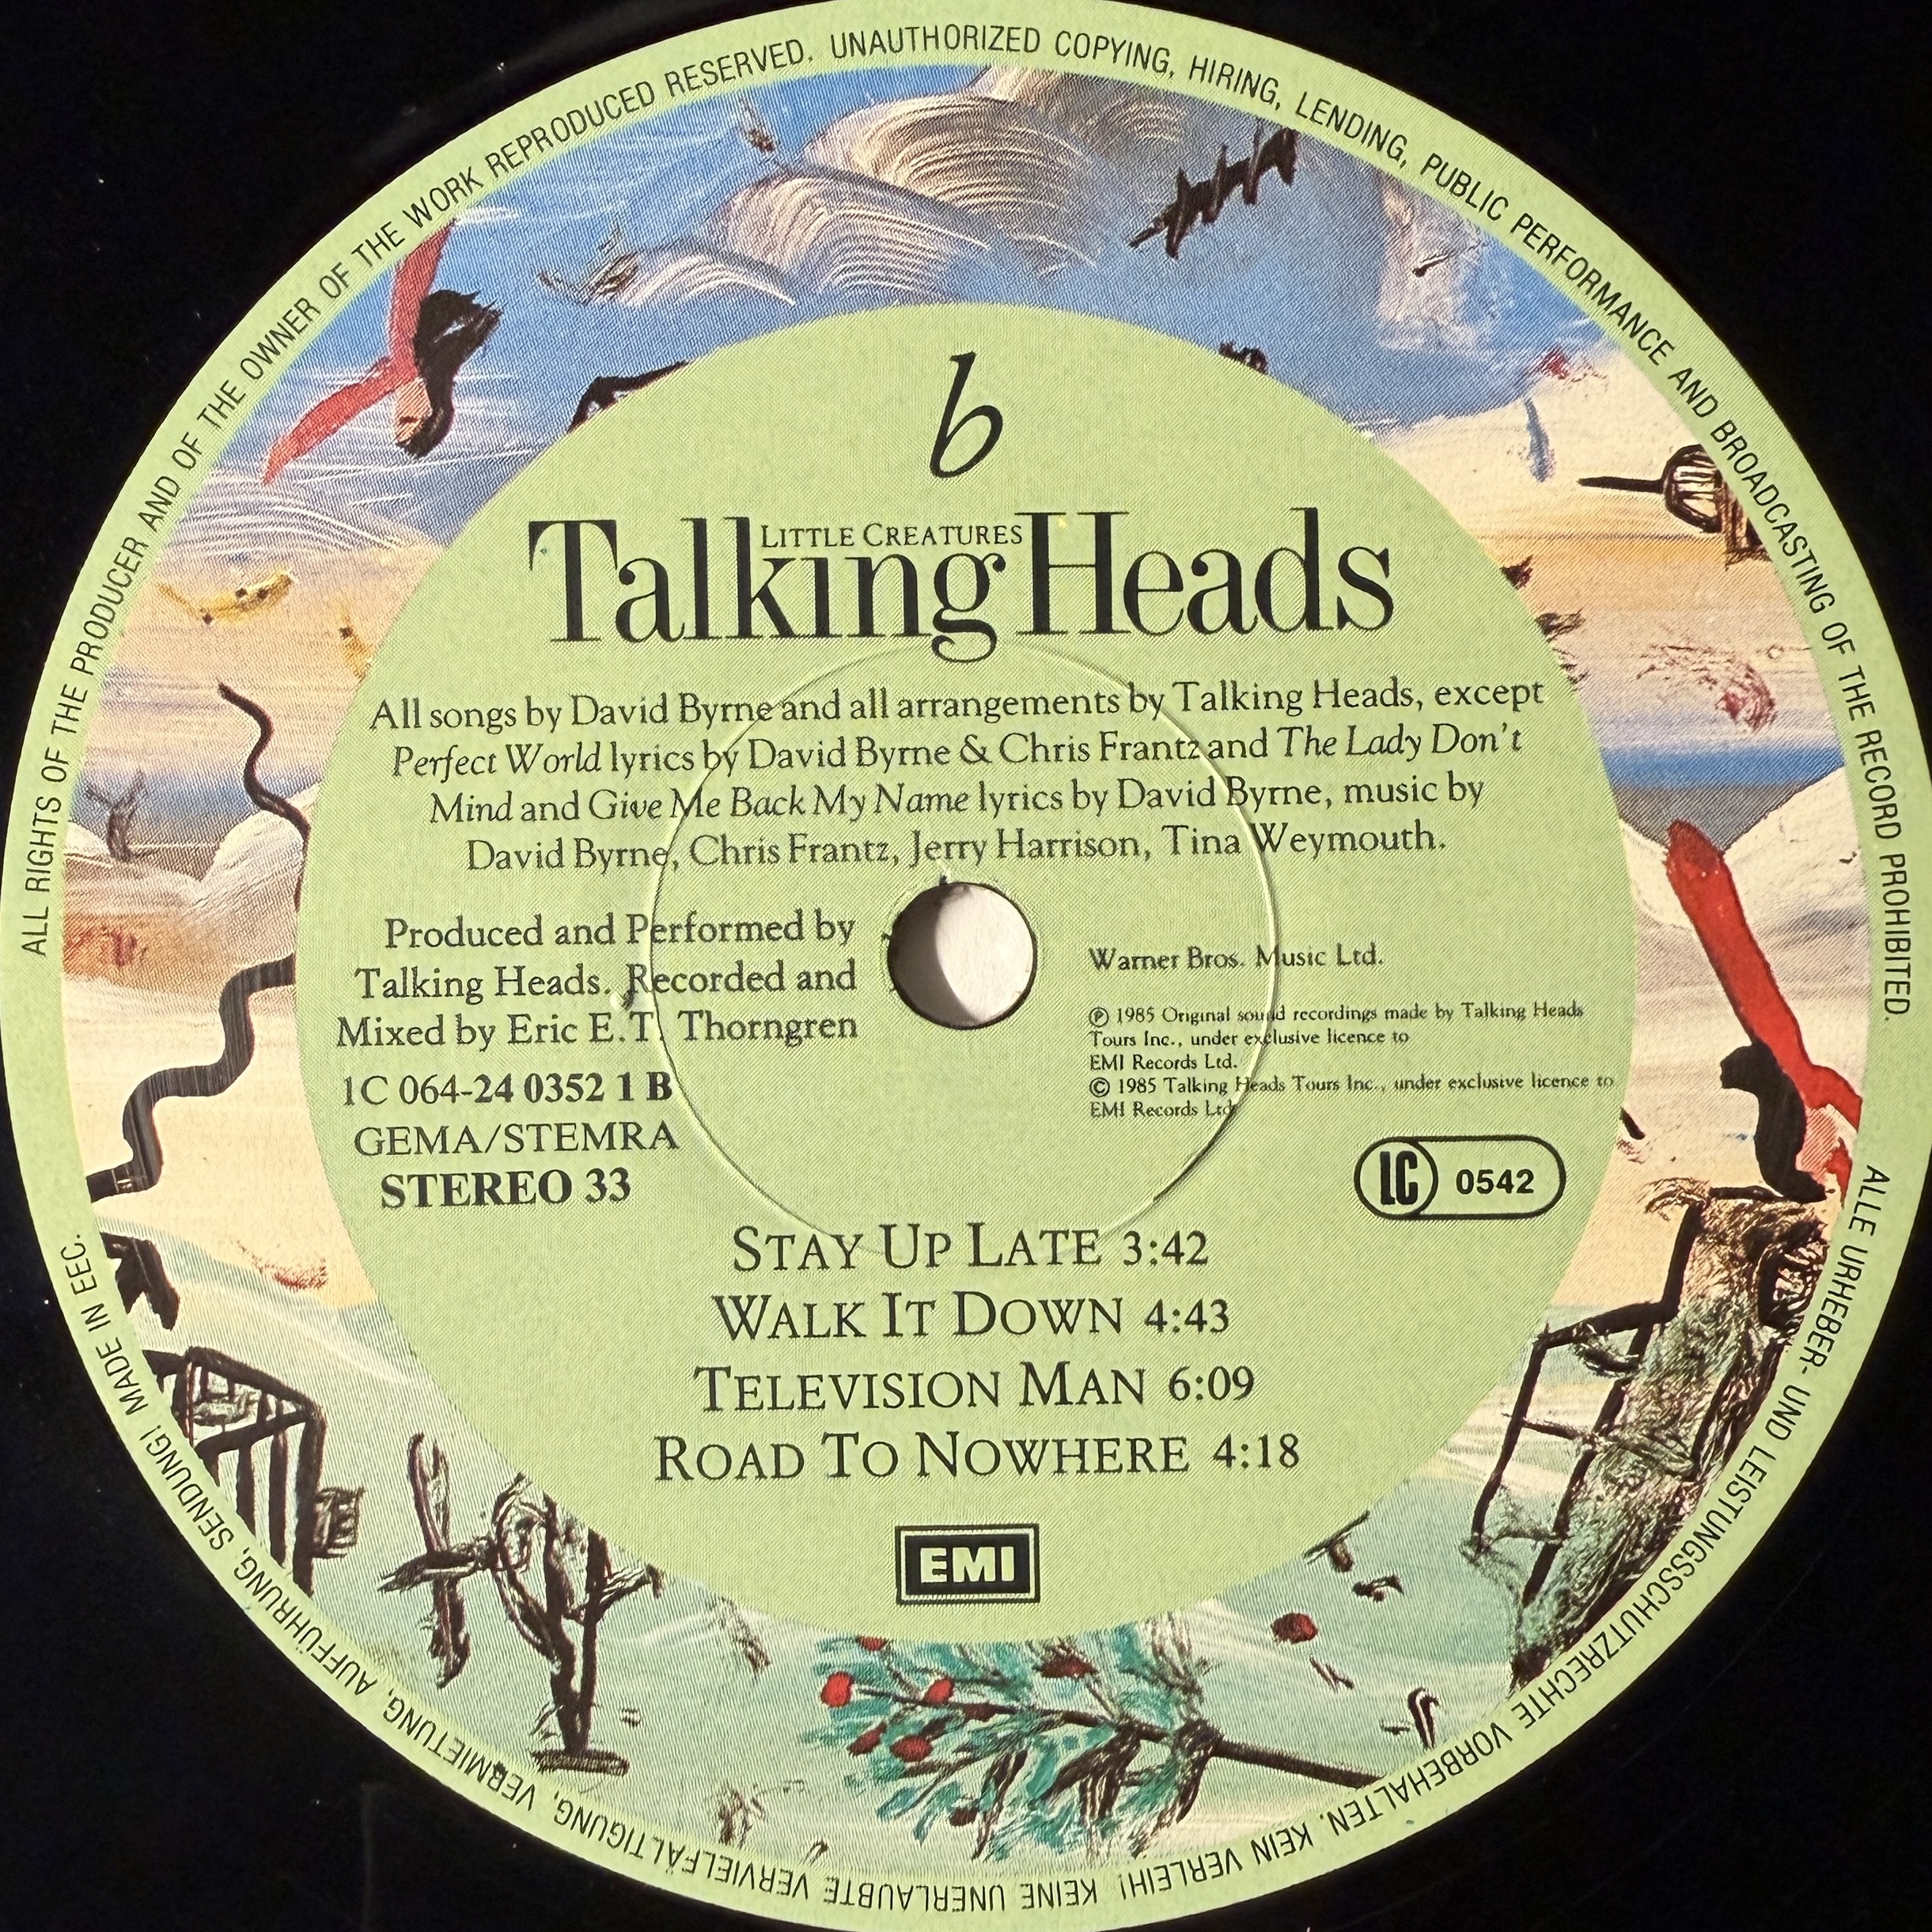 ALL RIGHTS OF THE PRODUCER AND OF THE OWNER OF THE WORK REPRODUCED RESERVED. UNAUTHORIZED COPYING, HIRING, LENDING, PUBLIC PERFORMANCE AND BROADCASTING OF THE RECORD PROHIBITED.
b
LITTLE CREATURES
Talking Heads
All songs by David Byrne and all arrangements by Talking Heads, except
Perfect World lyrics by David Byrne & Chris Frantz and The Lady Don't
Mind and Give Me Back My Name lyrics by David Byrne, music by
David Byrne, Chris Frantz, Jerry Harrison, Tina Weymouth.
Produced and Performed by
Talking Heads. Recorded and
Mixed by Eric E.T. Thorngren
1C 064-24 0352 1 B
GEMA/STEMRA
STEREO 33
Warner Bros. Music Ltd.
℗ 1985 Original sound recordings made by Talking Heads
Tours Inc., under exclusive licence to
EMI Records Ltd.
© 1985 Talking Heads Tours Inc., under exclusive licence to
EMI Records Ltd.
LC 0542
STAY UP LATE 3:42
WALK IT DOWN 4:43
TELEVISION MAN 6:09
ROAD TO NOWHERE 4:18
EMI
ALLE URHEBER- UND LEISTUNGSSCHUTZRECHTE VORBEHALTEN. KEIN VERLEIH! KEINE UNERLAUBTE VERVIELFÄLTIGUNG, VERMIETUNG, AUFFÜHRUNG, SENDUNG! MADE IN EEC.